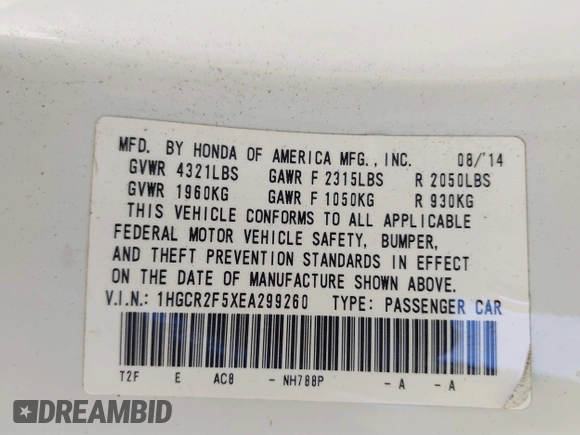 MFD. BY HONDA OF AMERICA MFG., INC. 08/'14
GVWR 4321LBS GAWR F 2315LBS R 2050LBS
GVWR 1960KG GAWR F 1050KG R 930KG
THIS VEHICLE CONFORMS TO ALL APPLICABLE
FEDERAL MOTOR VEHICLE SAFETY, BUMPER,
AND THEFT PREVENTION STANDARDS IN EFFECT
ON THE DATE OF MANUFACTURE SHOWN ABOVE.
V.I.N.: 1HGCR2F5XEA299260 TYPE: PASSENGER CAR
T2F E AC8 - NH788P - A - A
DREAMBID